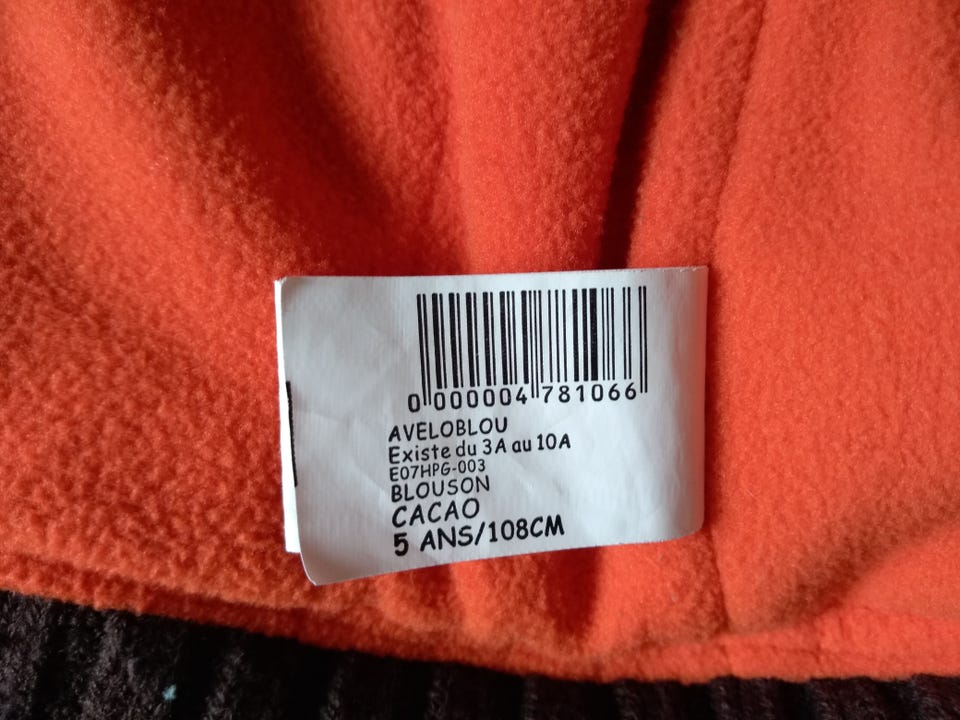 0 000004 781066
AVELOBLOU
Existe du 3A au 10A
E07HPG-003
BLOUSON
CACAO
5 ANS/108CM